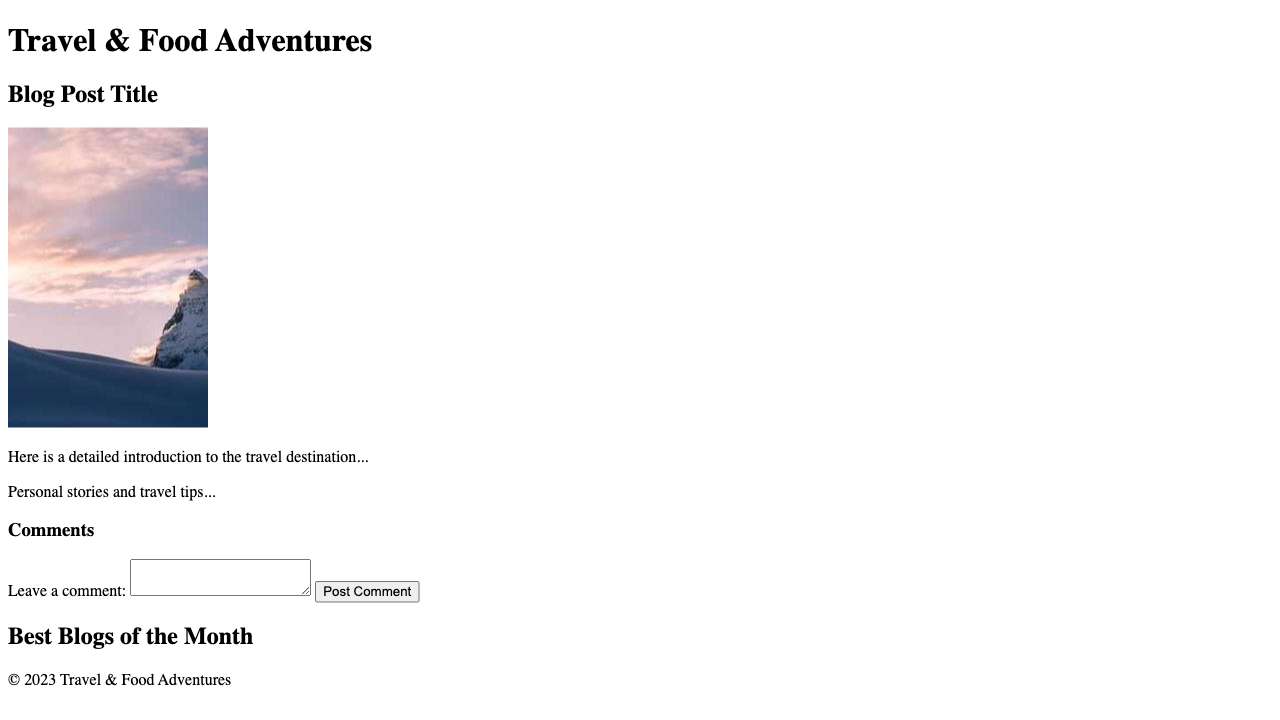 Travel & Food Adventures
Blog Post Title
Here is a detailed introduction to the travel destination...
Personal stories and travel tips...
Comments
Leave a comment:
Post Comment
Best Blogs of the Month
© 2023 Travel & Food Adventures